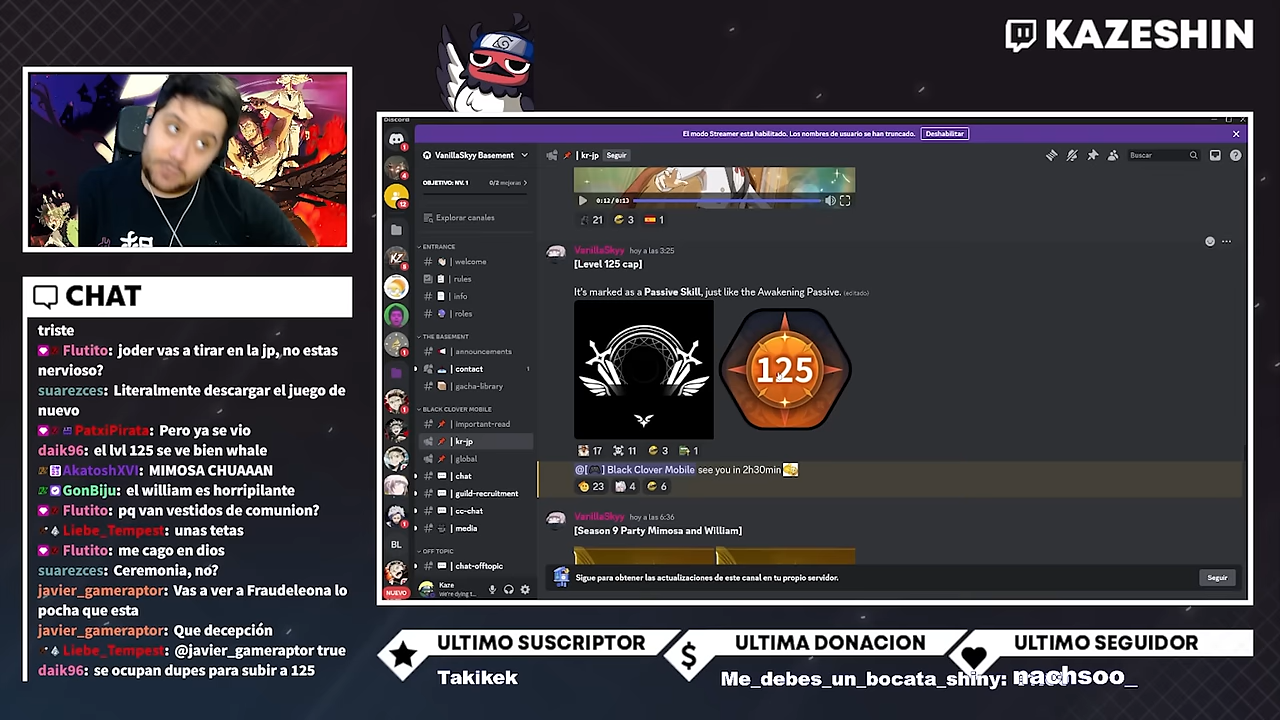 KAZESHIN
CHAT
triste
Flutito: joder vas a tirar en la jp, no estas
nervioso?
suarezces: Literalmente descargar el juego de
nuevo
PatxiPirata: Pero ya se vio
daik96: el lvl 125 se ve bien whale
AkatoshXVI: MIMOSA CHUAAAN
GonBiju: el william es horripilante
Flutito: pq van vestidos de comunion?
Liebe_Tempest: unas tetas
Flutito: me cago en dios
suarezces: Ceremonia, no?
javier_gameraptor: Vas a ver a Fraudeleona lo
pocha que esta
javier_gameraptor: Que decepción
Liebe_Tempest: @javier_gameraptor true
daik96: se ocupan dupes para subir a 125
Discord
El modo Streamer está habilitado. Los nombres de usuario se han truncado.
Deshabilitar
VanillaSkyy Basement
OBJETIVO: NV. 1
0/2 mejoras
Explorar canales
ENTRANCE
welcome
rules
info
roles
THE BASEMENT
announcements
contact
1
gacha-library
BLACK CLOVER MOBILE
important-read
kr-jp
global
chat
guild-recruitment
cc-chat
media
OFF TOPIC
chat-offtopic
BL
NUEVO
Kaze
We're dying t...
kr-jp
Seguir
Buscar
0:12/0:13
21 3 1
VanillaSkyy hoy a las 3:25
[Level 125 cap]
It's marked as a Passive Skill, just like the Awakening Passive. (editado)
125
17 11 3 1
@[ ] Black Clover Mobile see you in 2h30min
23 4 6
VanillaSkyy hoy a las 6:36
[Season 9 Party Mimosa and William]
Sigue para obtener las actualizaciones de este canal en tu propio servidor.
Seguir
ULTIMO SUSCRIPTOR
Takikek
ULTIMA DONACION
Me_debes_un_bocata_shiny:
ULTIMO SEGUIDOR
nachsoo_